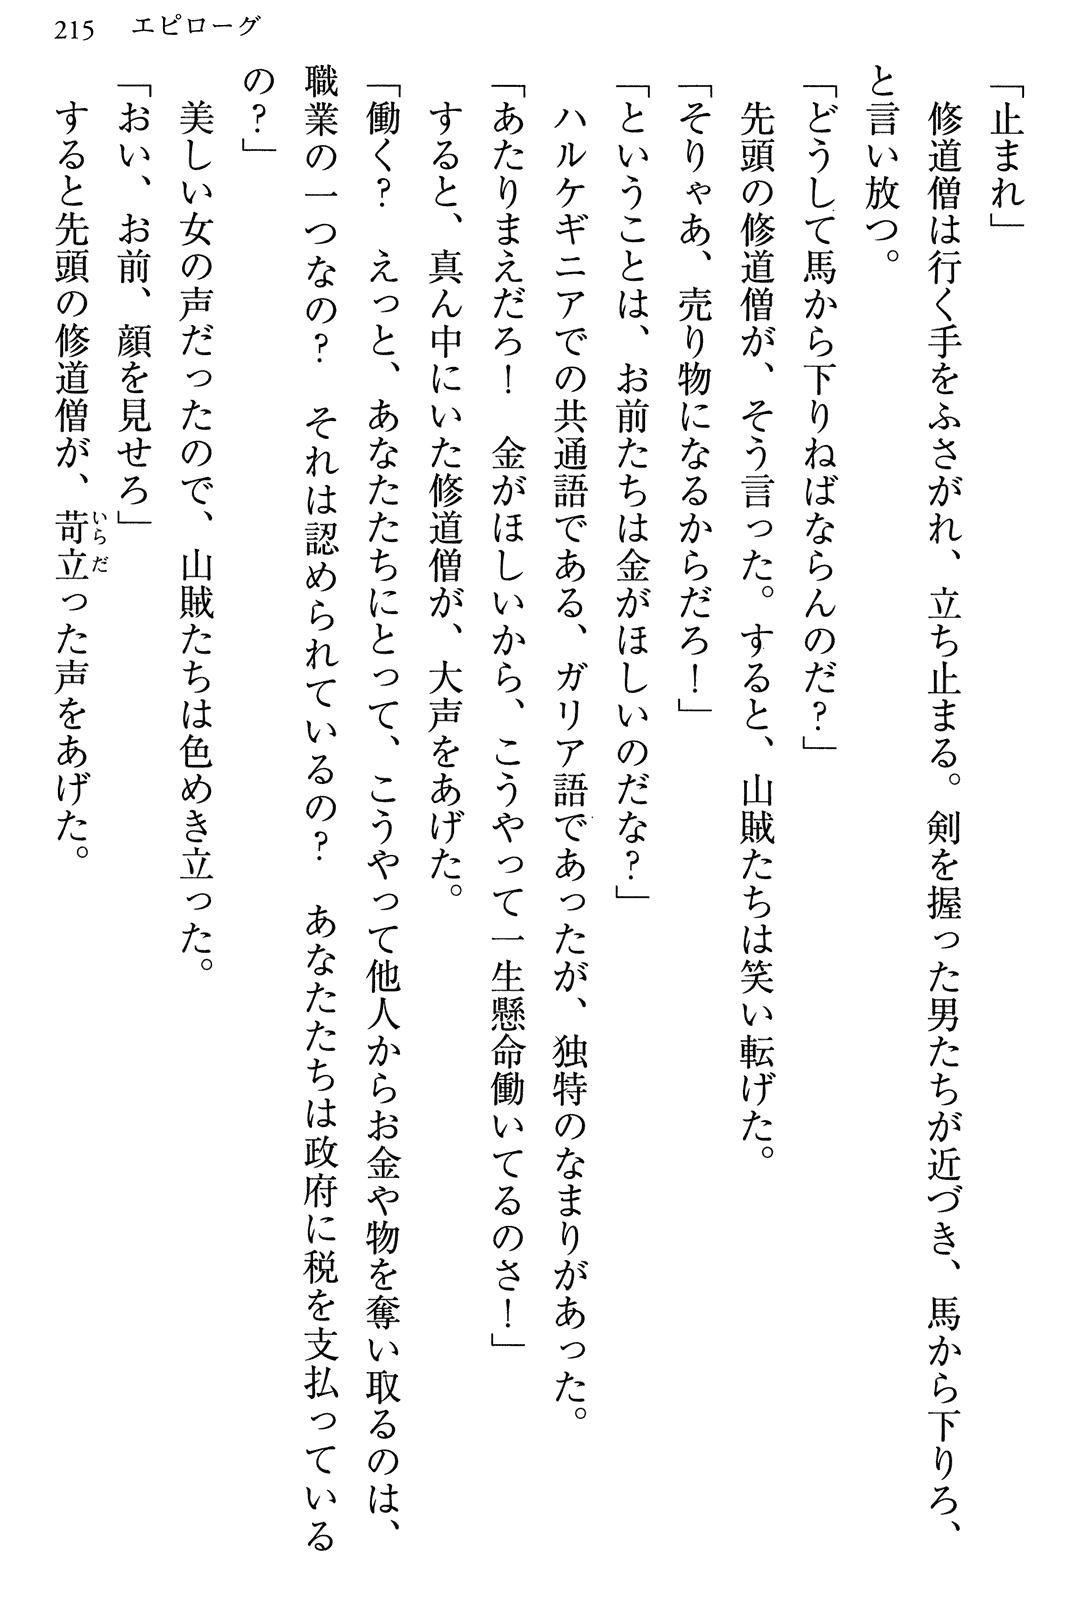 215 エピローグ
「止まれ」
　修道僧は行く手をふさがれ、立ち止まる。剣を握った男たちが近づき、馬から下りろ、
と言い放つ。
「どうして馬から下りねばならんのだ?」
　先頭の修道僧が、そう言った。すると、山賊たちは笑い転げた。
「そりゃあ、売り物になるからだろ!」
「ということは、お前たちは金がほしいのだな?」
　ハルケギニアでの共通語である、ガリア語であったが、独特のなまりがあった。
「あたりまえだろ!　金がほしいから、こうやって一生懸命働いてるのさ!」
　すると、真ん中にいた修道僧が、大声をあげた。
「働く?　えっと、あなたたちにとって、こうやって他人からお金や物を奪い取るのは、
職業の一つなの?　それは認められているの?　あなたたちは政府に税を支払っている
の?」
　美しい女の声だったので、山賊たちは色めき立った。
「おい、お前、顔を見せろ」
　すると先頭の修道僧が、苛立った声をあげた。
いらだ